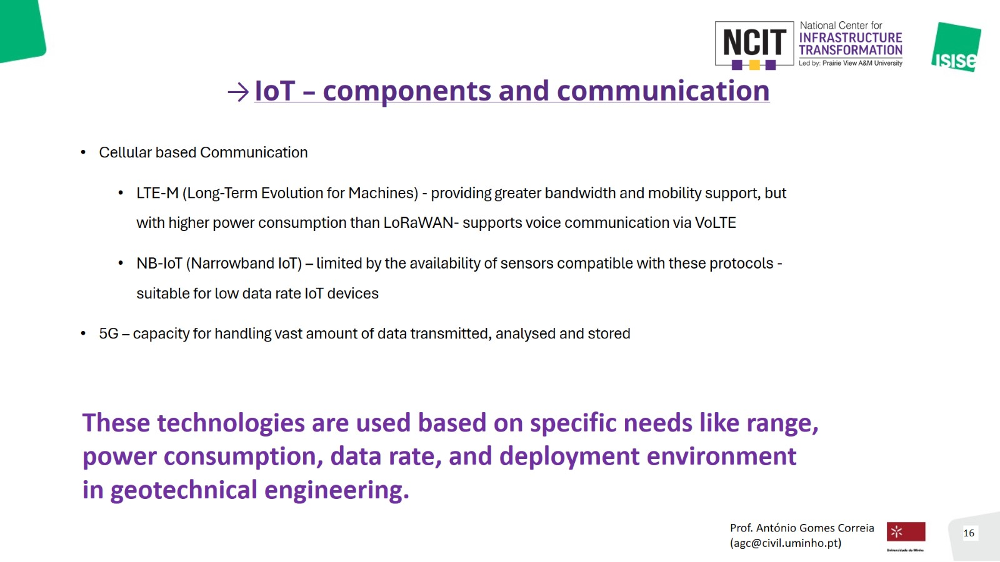 NCIT
National Center for
INFRASTRUCTURE
TRANSFORMATION
Led by: Prairie View A&M University
ISISE
→ IoT – components and communication
• Cellular based Communication
• LTE-M (Long-Term Evolution for Machines) - providing greater bandwidth and mobility support, but
with higher power consumption than LoRaWAN- supports voice communication via VoLTE
• NB-IoT (Narrowband IoT) – limited by the availability of sensors compatible with these protocols -
suitable for low data rate IoT devices
• 5G – capacity for handling vast amount of data transmitted, analysed and stored
These technologies are used based on specific needs like range,
power consumption, data rate, and deployment environment
in geotechnical engineering.
Prof. António Gomes Correia
(agc@civil.uminho.pt)
Universidade do Minho
16